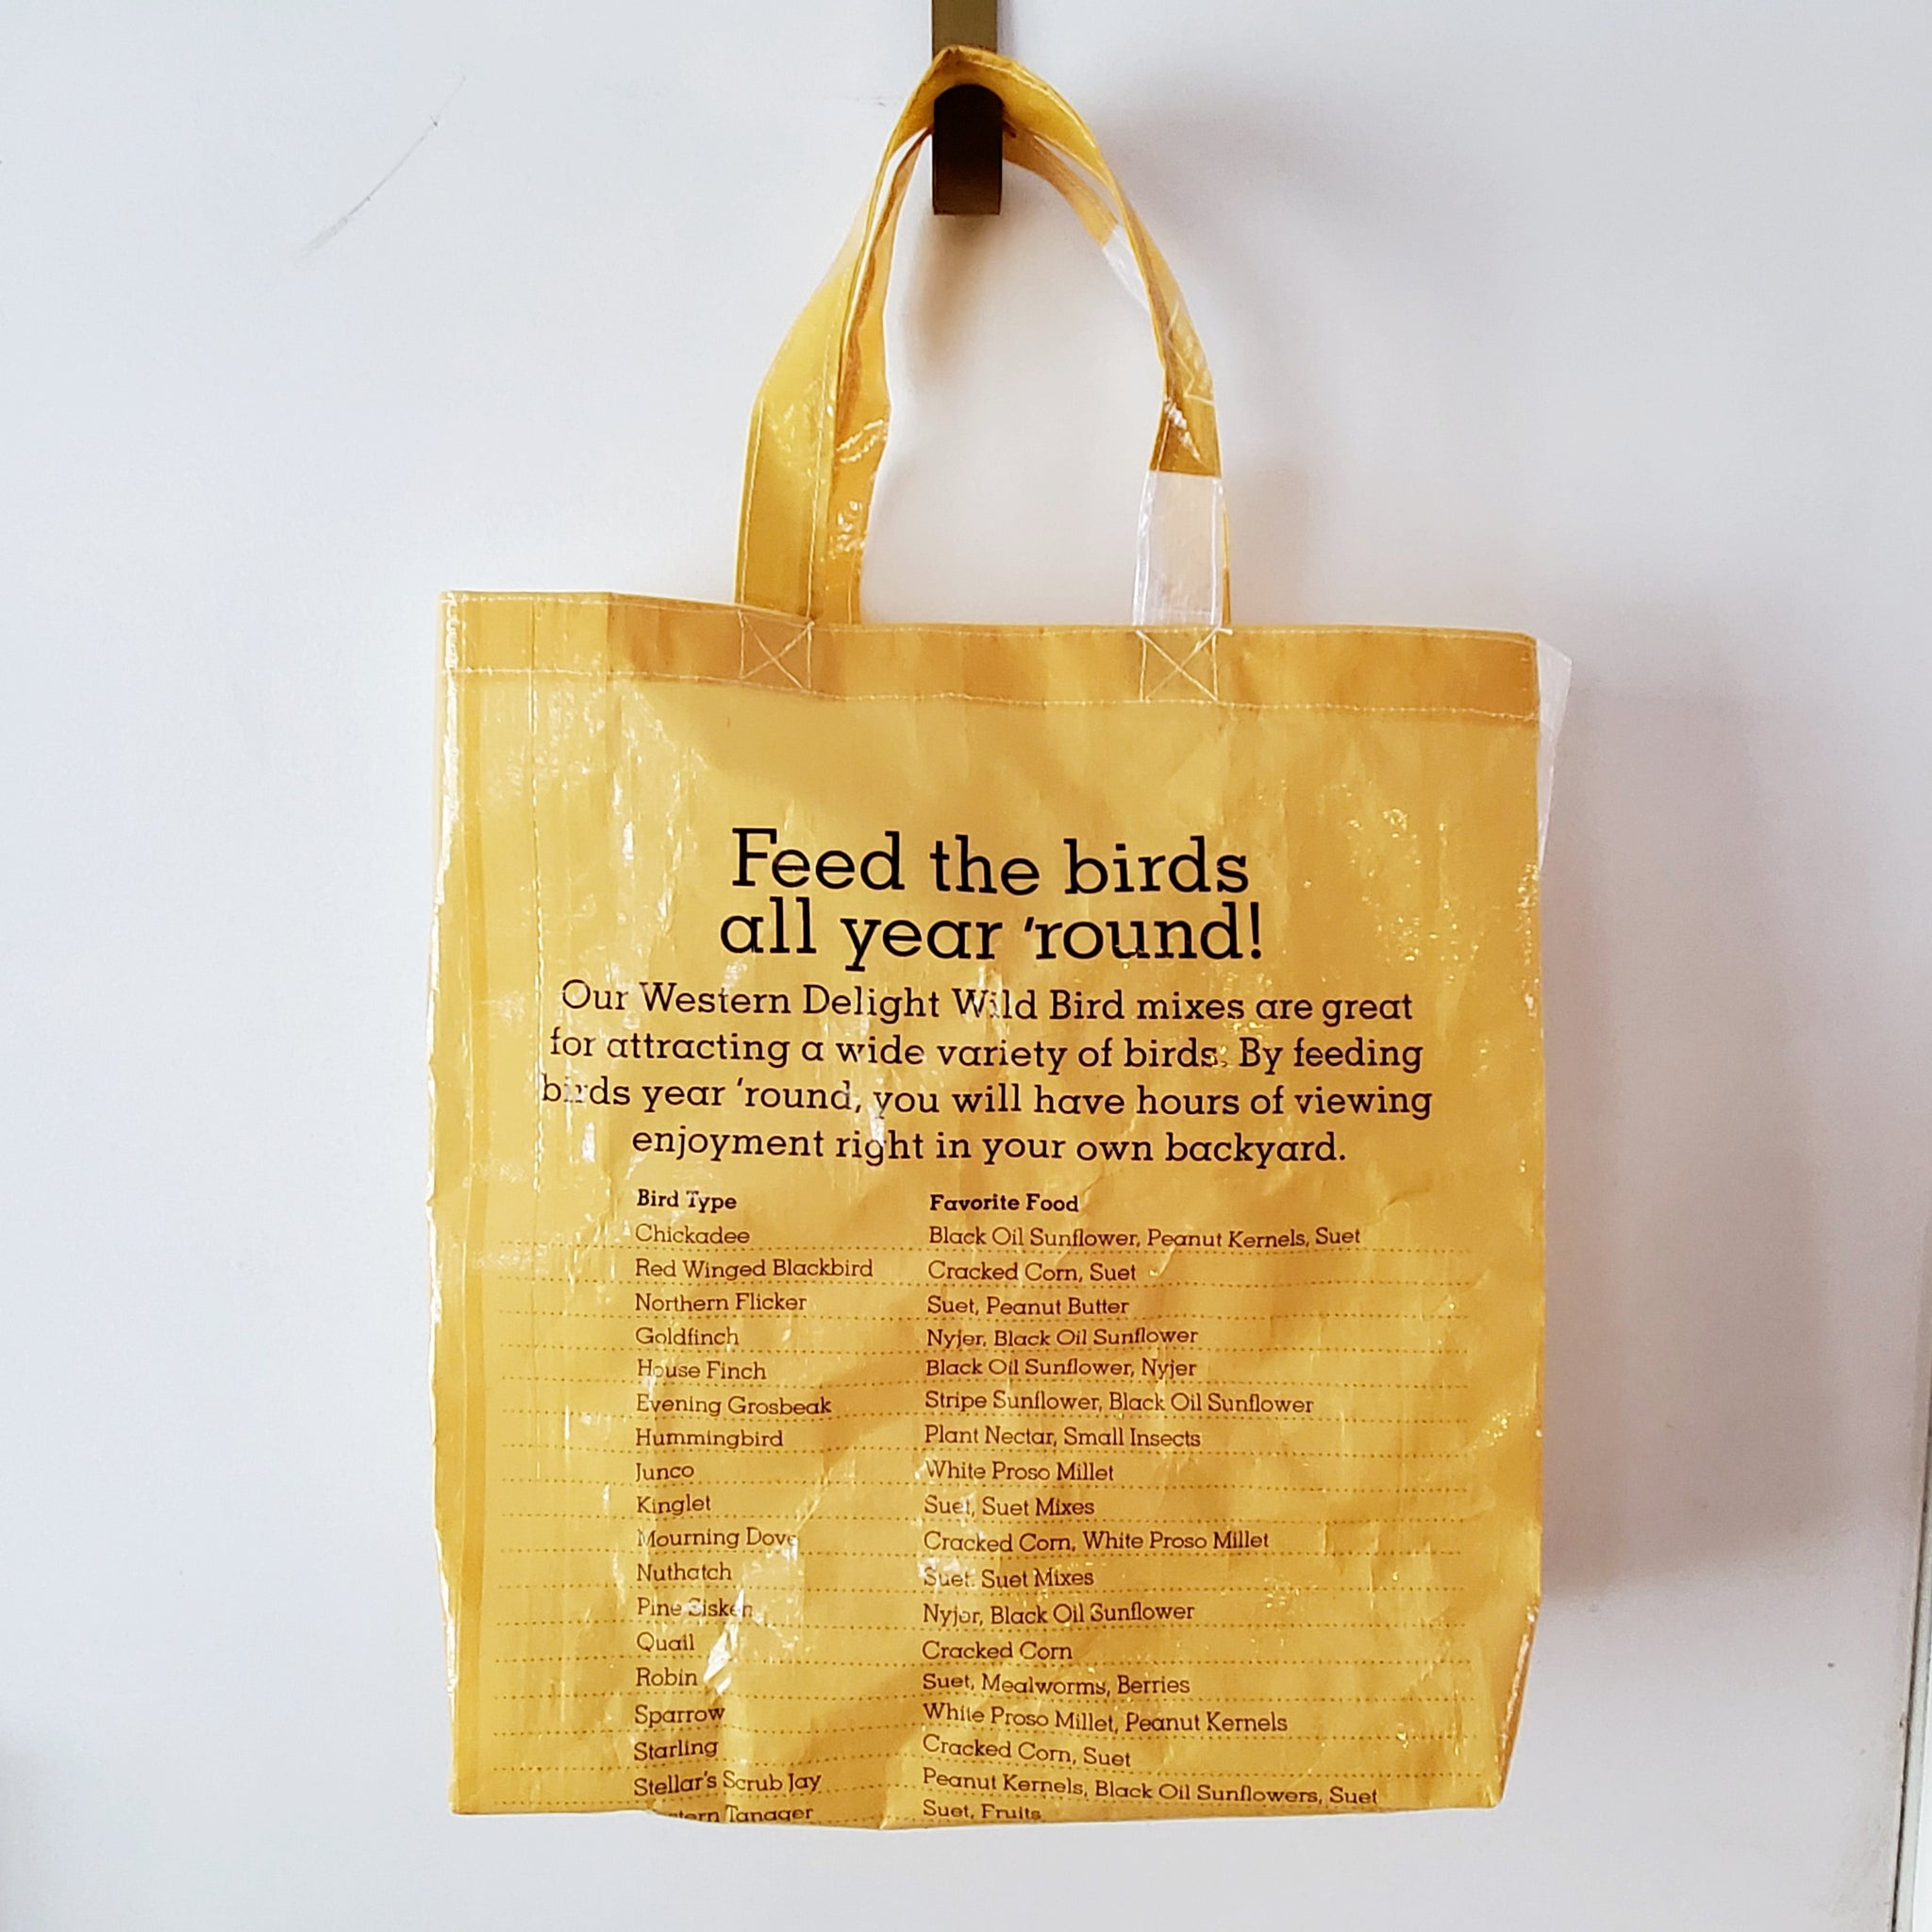 Feed the birds
all year 'round!
Our Western Delight Wild Bird mixes are great
for attracting a wide variety of birds. By feeding
birds year 'round, you will have hours of viewing
enjoyment right in your own backyard.
Bird Type Favorite Food
Chickadee Black Oil Sunflower, Peanut Kernels, Suet
Red Winged Blackbird Cracked Corn, Suet
Northern Flicker Suet, Peanut Butter
Goldfinch Nyjer, Black Oil Sunflower
House Finch Black Oil Sunflower, Nyjer
Evening Grosbeak Stripe Sunflower, Black Oil Sunflower
Hummingbird Plant Nectar, Small Insects
Junco White Proso Millet
Kinglet Suet, Suet Mixes
Mourning Dove Cracked Corn, White Proso Millet
Nuthatch Suet, Suet Mixes
Pine Sisken Nyjer, Black Oil Sunflower
Quail Cracked Corn
Robin Suet, Mealworms, Berries
Sparrow White Proso Millet, Peanut Kernels
Starling Cracked Corn, Suet
Stellar's Scrub Jay Peanut Kernels, Black Oil Sunflowers, Suet
Tanager Suet, Fruits